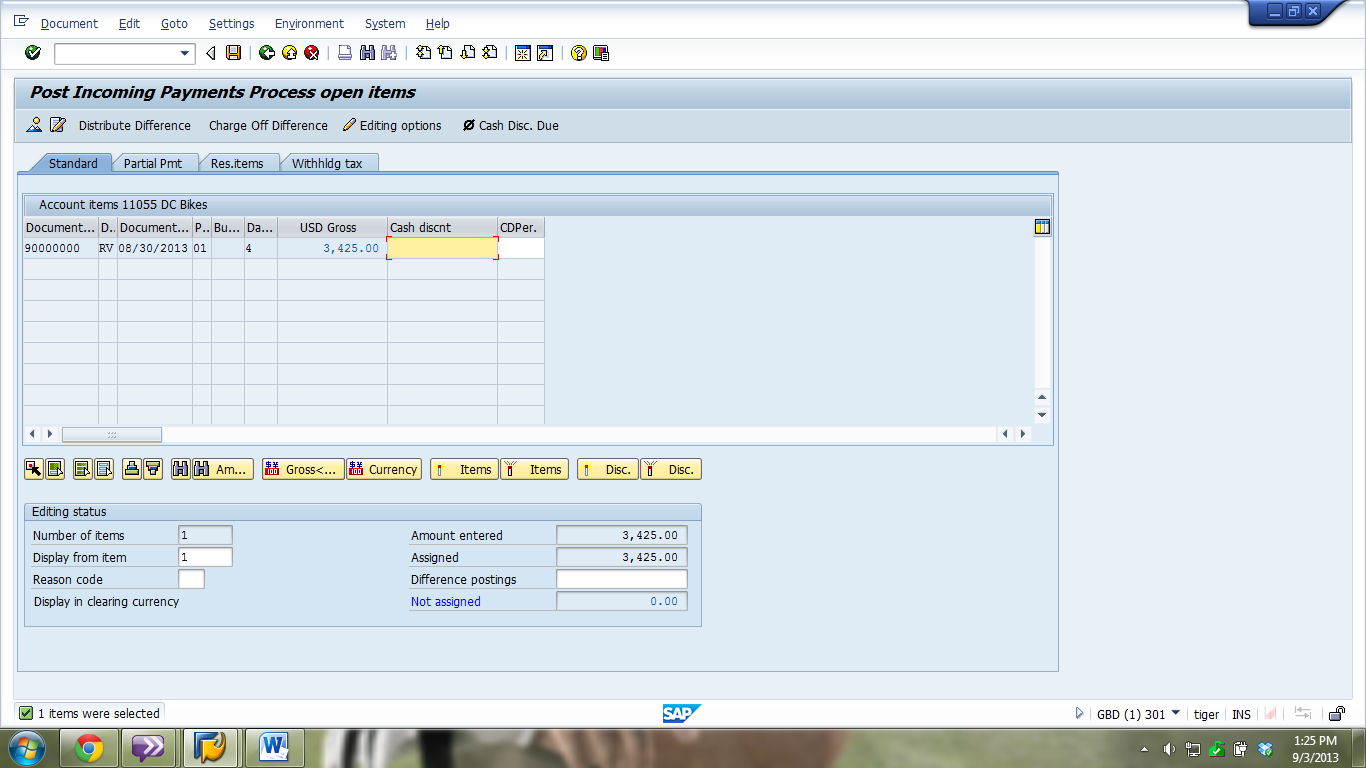 Document Edit Goto Settings Environment System Help
Post Incoming Payments Process open items
Distribute Difference Charge Off Difference Editing options Cash Disc. Due
Standard Partial Pmt Res.items Withhldg tax
Account items 11055 DC Bikes
Document... D.. Document... P.. Bu... Da... USD Gross Cash discnt CDPer.
90000000 RV 08/30/2013 01 4 3,425.00
Am... Gross<... Currency Items Items Disc. Disc.
Editing status
Number of items 1 Amount entered 3,425.00
Display from item 1 Assigned 3,425.00
Reason code Difference postings
Display in clearing currency Not assigned 0.00
1 items were selected SAP GBD (1) 301 tiger INS
1:25 PM
9/3/2013